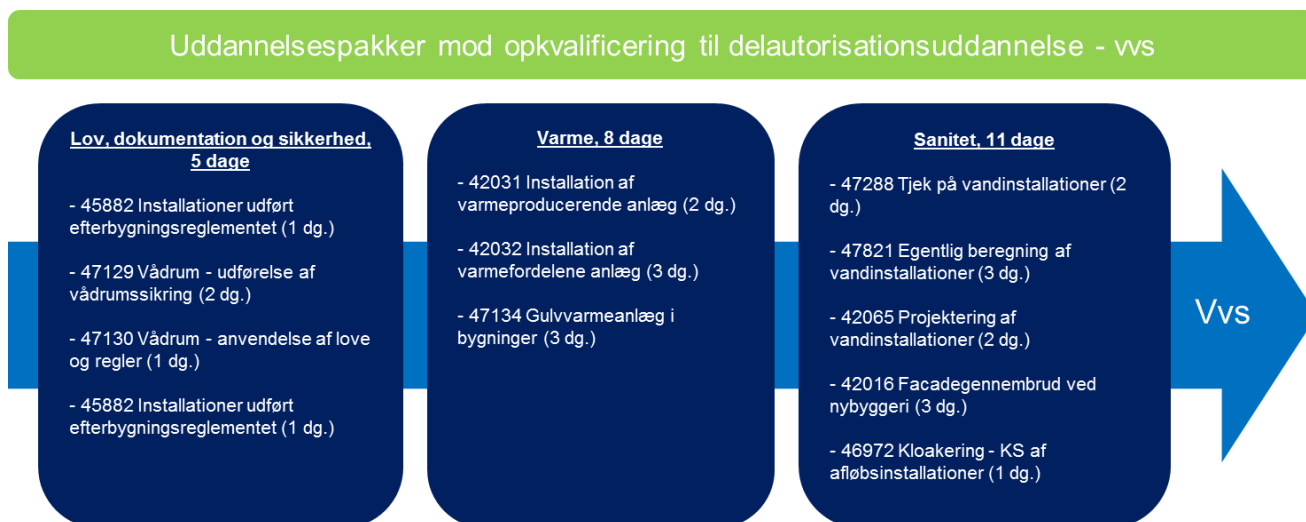 Uddannelsespakker mod opkvalificering til delautorisationsuddannelse - vvs
Lov, dokumentation og sikkerhed,
5 dage
- 45882 Installationer udført
efterbygningsreglementet (1 dg.)
- 47129 Vådrum - udførelse af
vådrumssikring (2 dg.)
- 47130 Vådrum - anvendelse af love
og regler (1 dg.)
- 45882 Installationer udført
efterbygningsreglementet (1 dg.)
Varme, 8 dage
- 42031 Installation af
varmeproducerende anlæg (2 dg.)
- 42032 Installation af
varmefordelene anlæg (3 dg.)
- 47134 Gulvvarmeanlæg i
bygninger (3 dg.)
Sanitet, 11 dage
- 47288 Tjek på vandinstallationer (2
dg.)
- 47821 Egentlig beregning af
vandinstallationer (3 dg.)
- 42065 Projektering af
vandinstallationer (2 dg.)
- 42016 Facadegennembrud ved
nybyggeri (3 dg.)
- 46972 Kloakering - KS af
afløbsinstallationer (1 dg.)
Vvs